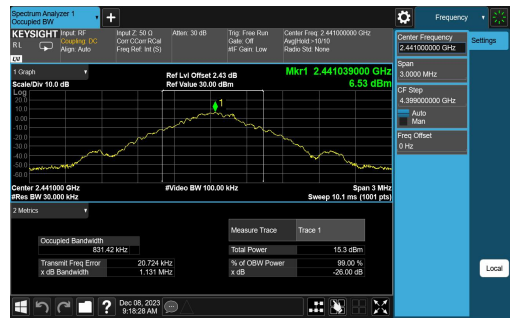 Spectrum Analyzer 1
Occupied BW
+
Frequency
KEYSIGHT
Input: RF
Input Z: 50 Ω
Atten: 30 dB
Trig: Free Run
Center Freq: 2.441000000 GHz
RL
Coupling: DC
Corr CCorr RCal
Gate: Off
Avg|Hold:>10/10
Align: Auto
Freq Ref: Int (S)
#IF Gain: Low
Radio Std: None
LV
Center Frequency
2.441000000 GHz
Settings
Span
3.0000 MHz
CF Step
4.399000000 GHz
Auto
Man
Freq Offset
0 Hz
Local
1 Graph
Ref Lvl Offset 2.43 dB
Mkr1 2.441039000 GHz
Scale/Div 10.0 dB
Ref Value 30.00 dBm
6.53 dBm
Log
20.0
10.0
0.00
-10.0
-20.0
-30.0
-40.0
-50.0
-60.0
1
Center 2.441000 GHz
#Video BW 100.00 kHz
Span 3 MHz
#Res BW 30.000 kHz
Sweep 10.1 ms (1001 pts)
2 Metrics
Measure Trace
Trace 1
Occupied Bandwidth
831.42 kHz
Total Power
15.3 dBm
Transmit Freq Error
20.724 kHz
% of OBW Power
99.00 %
x dB Bandwidth
1.131 MHz
x dB
-26.00 dB
?
Dec 08, 2023
9:18:28 AM